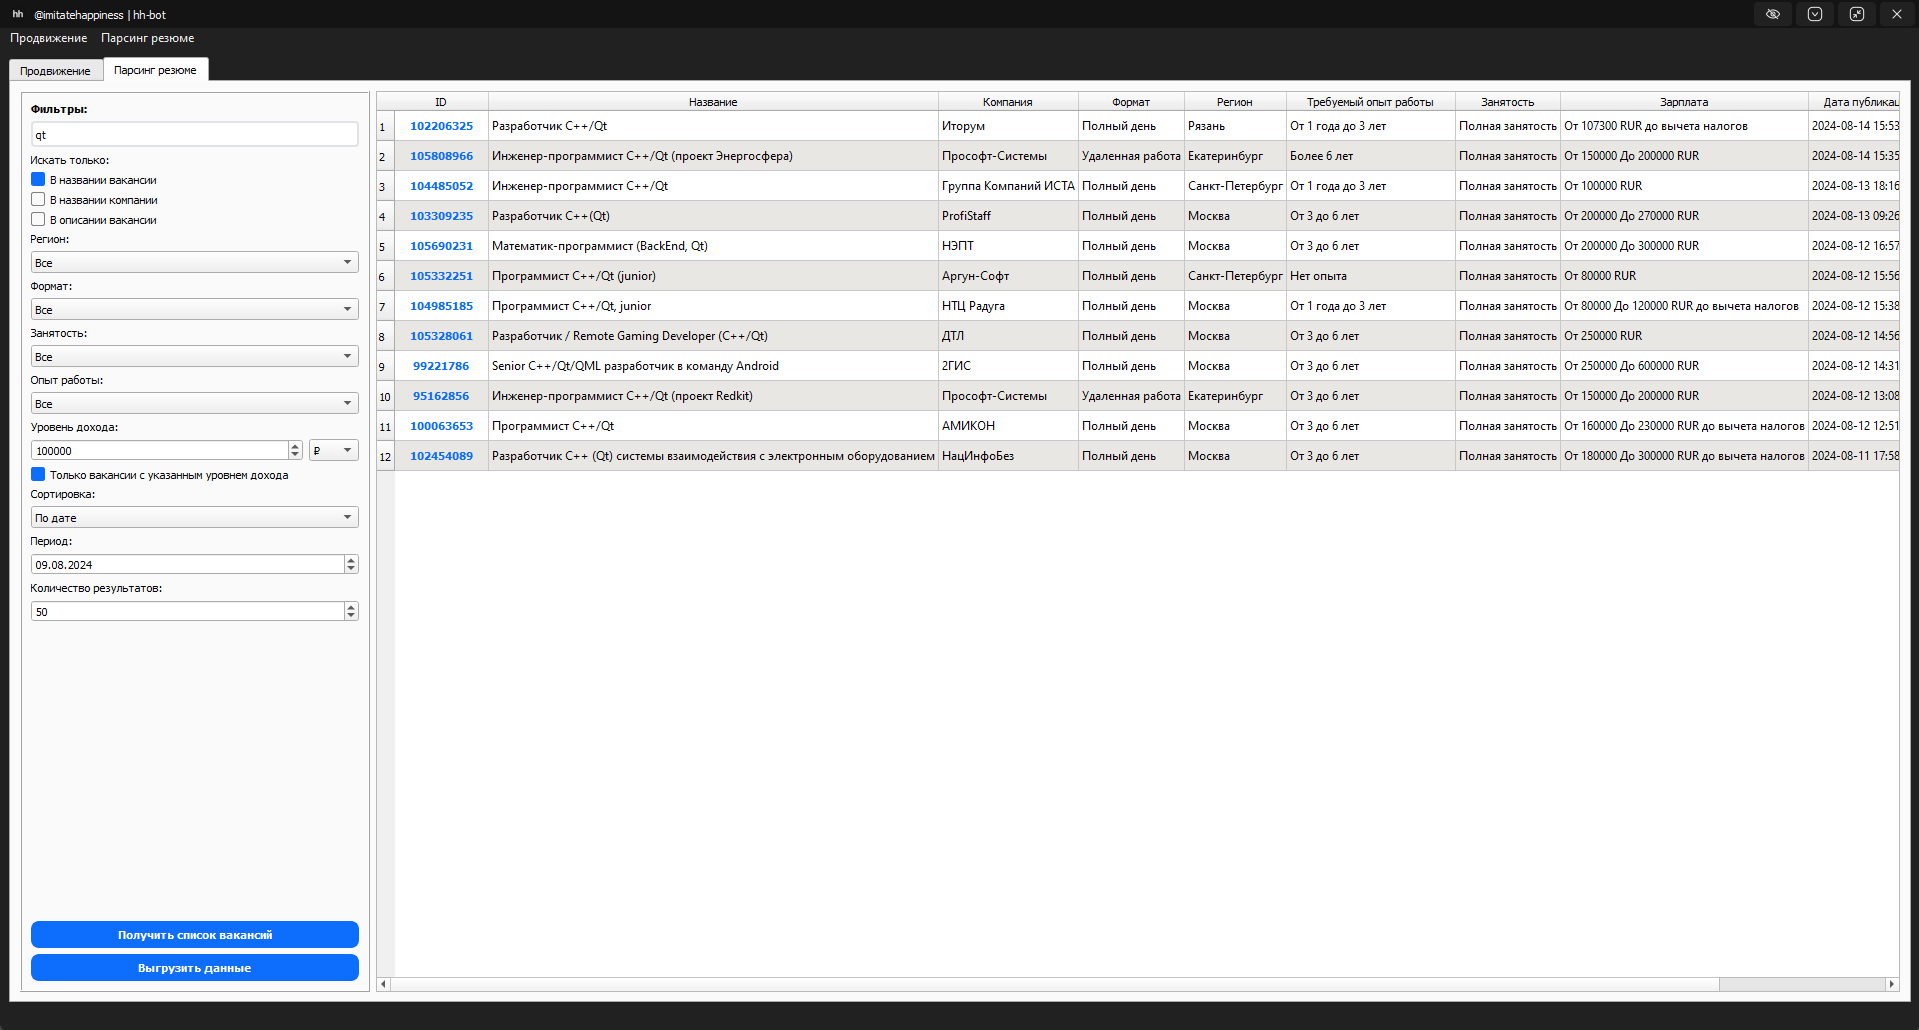 hh @imitatehappiness | hh-bot
Продвижение Парсинг резюме
Продвижение Парсинг резюме
Фильтры:
qt
Искать только:
В названии вакансии
В названии компании
В описании вакансии
Регион:
Все
Формат:
Все
Занятость:
Все
Опыт работы:
Все
Уровень дохода:
100000 ₽
Только вакансии с указанным уровнем дохода
Сортировка:
По дате
Период:
09.08.2024
Количество результатов:
50
Получить список вакансий
Выгрузить данные
ID Название Компания Формат Регион Требуемый опыт работы Занятость Зарплата Дата публикац
1 102206325 Разработчик C++/Qt Иторум Полный день Рязань От 1 года до 3 лет Полная занятость От 107300 RUR до вычета налогов 2024-08-14 15:53
2 105808966 Инженер-программист C++/Qt (проект Энергосфера) Прософт-Системы Удаленная работа Екатеринбург Более 6 лет Полная занятость От 150000 До 200000 RUR 2024-08-14 15:35
3 104485052 Инженер-программист C++/Qt Группа Компаний ИСТА Полный день Санкт-Петербург От 1 года до 3 лет Полная занятость От 100000 RUR 2024-08-13 18:16
4 103309235 Разработчик C++(Qt) ProfiStaff Полный день Москва От 3 до 6 лет Полная занятость От 200000 До 270000 RUR 2024-08-13 09:26
5 105690231 Математик-программист (BackEnd, Qt) НЭПТ Полный день Москва От 3 до 6 лет Полная занятость От 200000 До 300000 RUR 2024-08-12 16:57
6 105332251 Программист C++/Qt (junior) Аргун-Софт Полный день Санкт-Петербург Нет опыта Полная занятость От 80000 RUR 2024-08-12 15:56
7 104985185 Программист C++/Qt, junior НТЦ Радуга Полный день Москва От 1 года до 3 лет Полная занятость От 80000 До 120000 RUR до вычета налогов 2024-08-12 15:38
8 105328061 Разработчик / Remote Gaming Developer (C++/Qt) ДТЛ Полный день Москва От 3 до 6 лет Полная занятость От 250000 RUR 2024-08-12 14:56
9 99221786 Senior C++/Qt/QML разработчик в команду Android 2ГИС Полный день Москва От 3 до 6 лет Полная занятость От 250000 До 600000 RUR 2024-08-12 14:31
10 95162856 Инженер-программист C++/Qt (проект Redkit) Прософт-Системы Удаленная работа Екатеринбург От 3 до 6 лет Полная занятость От 150000 До 200000 RUR 2024-08-12 13:08
11 100063653 Программист C++/Qt АМИКОН Полный день Москва От 3 до 6 лет Полная занятость От 160000 До 230000 RUR до вычета налогов 2024-08-12 12:51
12 102454089 Разработчик C++ (Qt) системы взаимодействия с электронным оборудованием НацИнфоБез Полный день Москва От 3 до 6 лет Полная занятость От 180000 До 300000 RUR до вычета налогов 2024-08-11 17:58